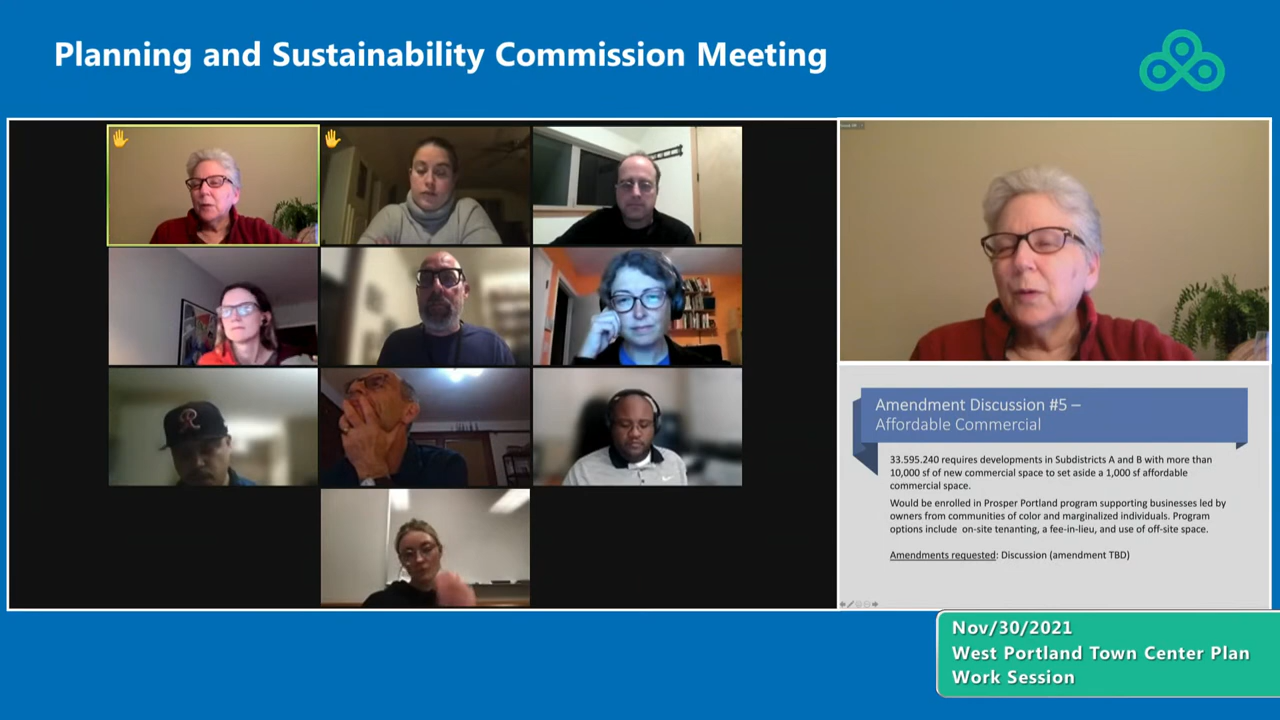 Planning and Sustainability Commission Meeting
R
Amendment Discussion #5 –
Affordable Commercial
33.595.240 requires developments in Subdistricts A and B with more than
10,000 sf of new commercial space to set aside a 1,000 sf affordable
commercial space.
Would be enrolled in Prosper Portland program supporting businesses led by
owners from communities of color and marginalized individuals. Program
options include on-site tenanting, a fee-in-lieu, and use of off-site space.
Amendments requested: Discussion (amendment TBD)
Nov/30/2021
West Portland Town Center Plan
Work Session